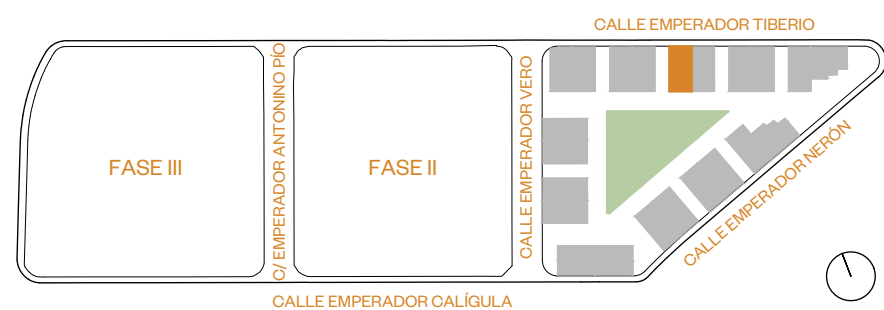 CALLE EMPERADOR TIBERIO
C/ EMPERADOR ANTONINO PÍO
CALLE EMPERADOR VERO
FASE III
FASE II
CALLE EMPERADOR NERÓN
CALLE EMPERADOR CALÍGULA